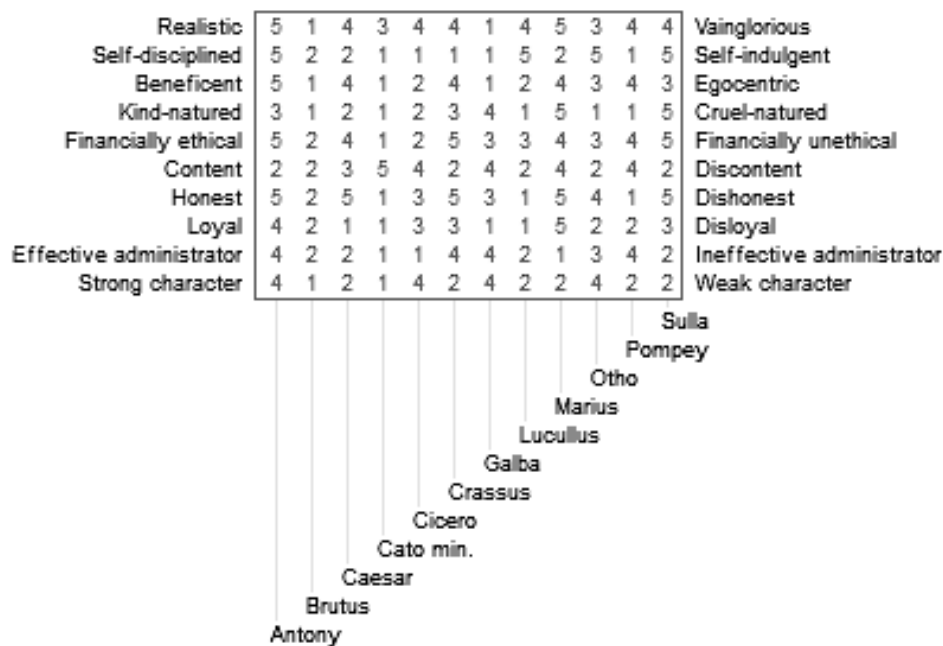 Realistic 5 1 4 3 4 4 1 4 5 3 4 4 Vainglorious
Self-disciplined 5 2 2 1 1 1 1 5 2 5 1 5 Self-indulgent
Beneficent 5 1 4 1 2 4 1 2 4 3 4 3 Egocentric
Kind-natured 3 1 2 1 2 3 4 1 5 1 1 5 Cruel-natured
Financially ethical 5 2 4 1 2 5 3 3 4 3 4 5 Financially unethical
Content 2 2 3 5 4 2 4 2 4 2 4 2 Discontent
Honest 5 2 5 1 3 5 3 1 5 4 1 5 Dishonest
Loyal 4 2 1 1 3 3 1 1 5 2 2 3 Disloyal
Effective administrator 4 2 2 1 1 4 4 2 1 3 4 2 Ineffective administrator
Strong character 4 1 2 1 4 2 4 2 2 4 2 2 Weak character
Sulla
Pompey
Otho
Marius
Lucullus
Galba
Crassus
Cicero
Cato min.
Caesar
Brutus
Antony